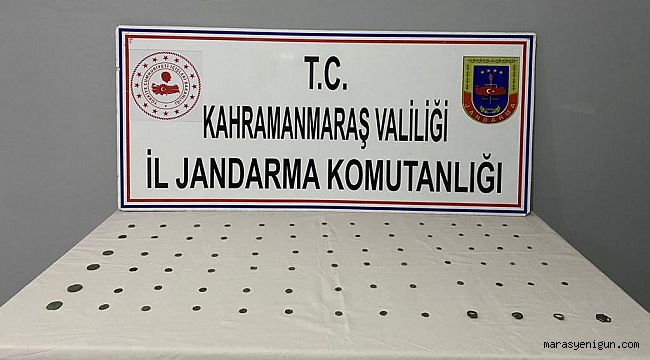 T.C.
KAHRAMANMARAŞ VALİLİĞİ
İL JANDARMA KOMUTANLIĞI
JANDARMA
marasyenigun.com